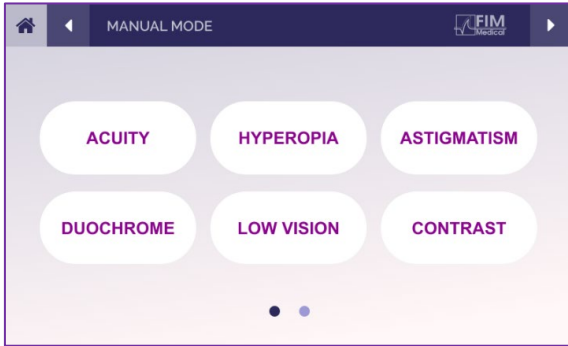 MANUAL MODE
FIM
Medical
ACUITY HYPEROPIA ASTIGMATISM
DUOCHROME LOW VISION CONTRAST